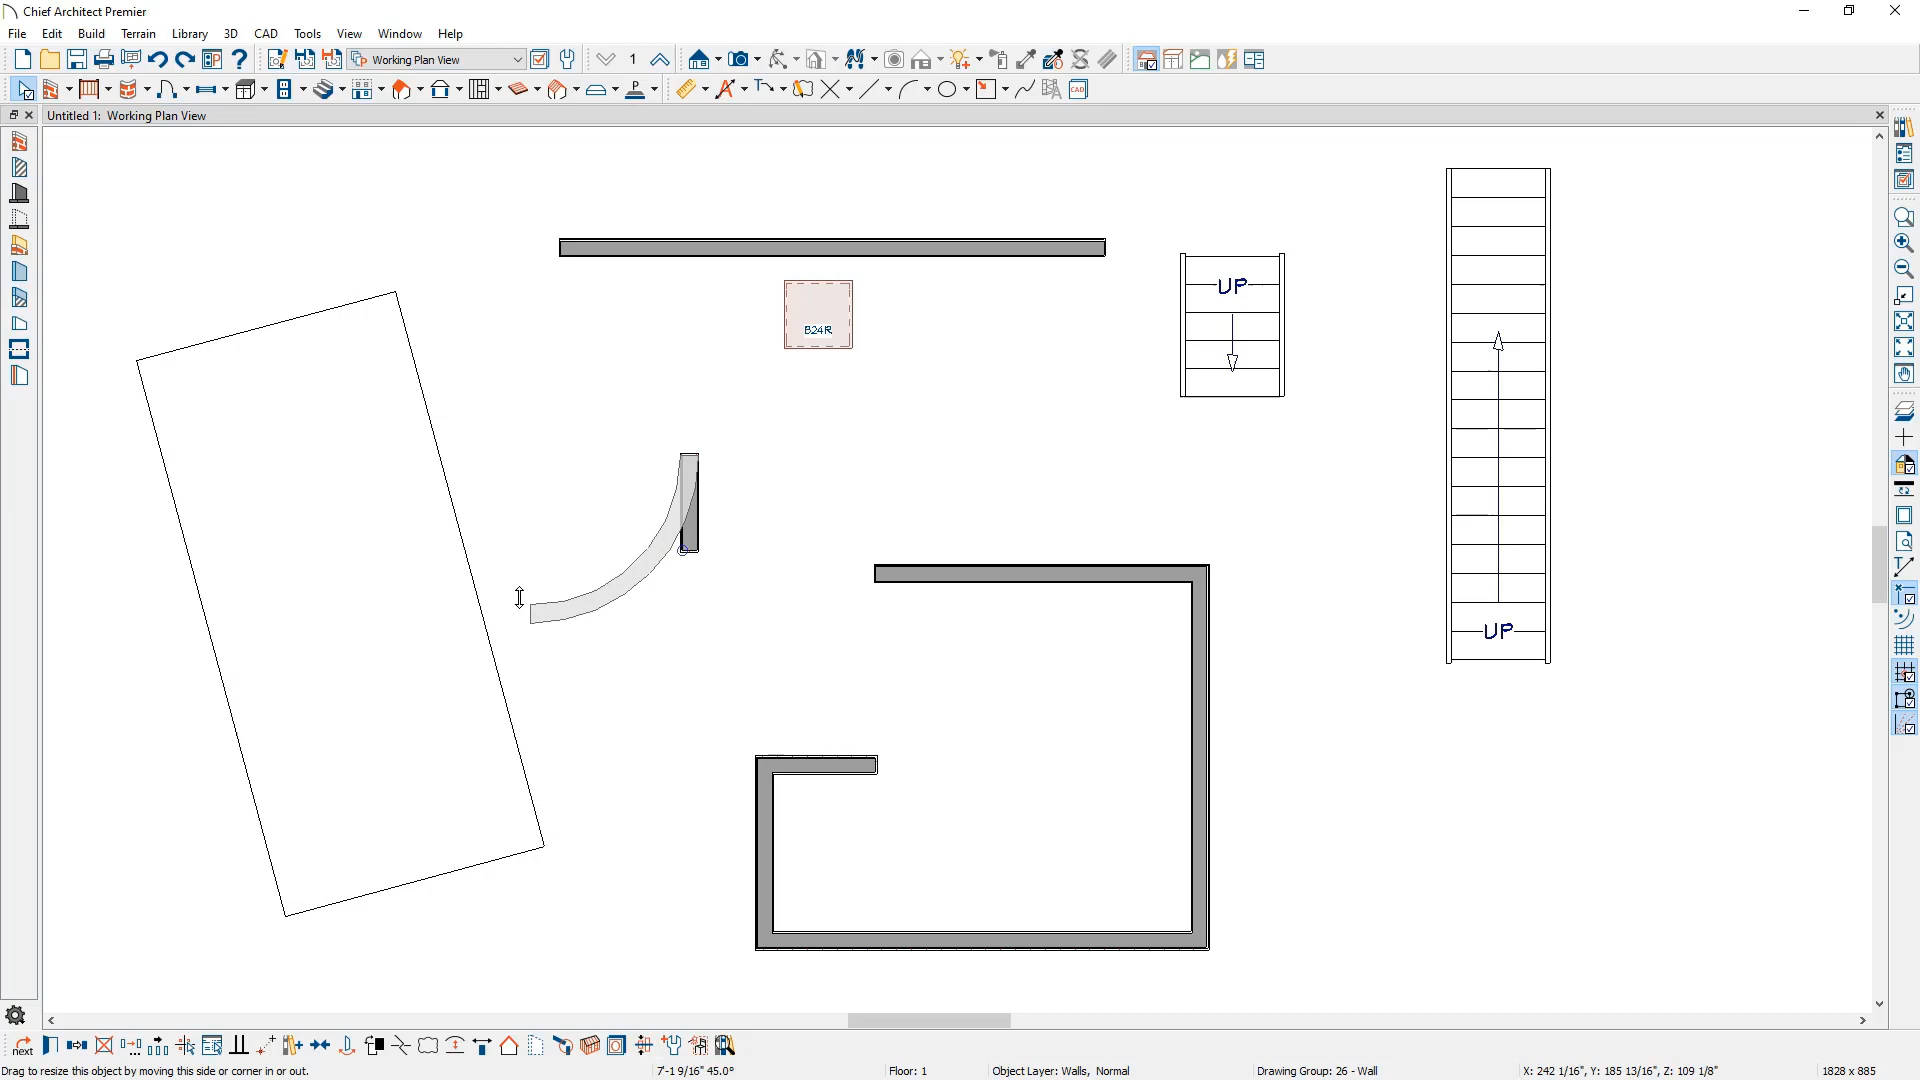 Chief Architect Premier
File Edit Build Terrain Library 3D CAD Tools View Window Help
Working Plan View 1
CAD
Untitled 1: Working Plan View
UP
B24R
UP
next
Drag to resize this object by moving this side or corner in or out. 7'-1 9/16" 45.0° Floor: 1 Object Layer: Walls, Normal Drawing Group: 26 - Wall X: 242 1/16", Y: 185 13/16", Z: 109 1/8" 1828 x 885